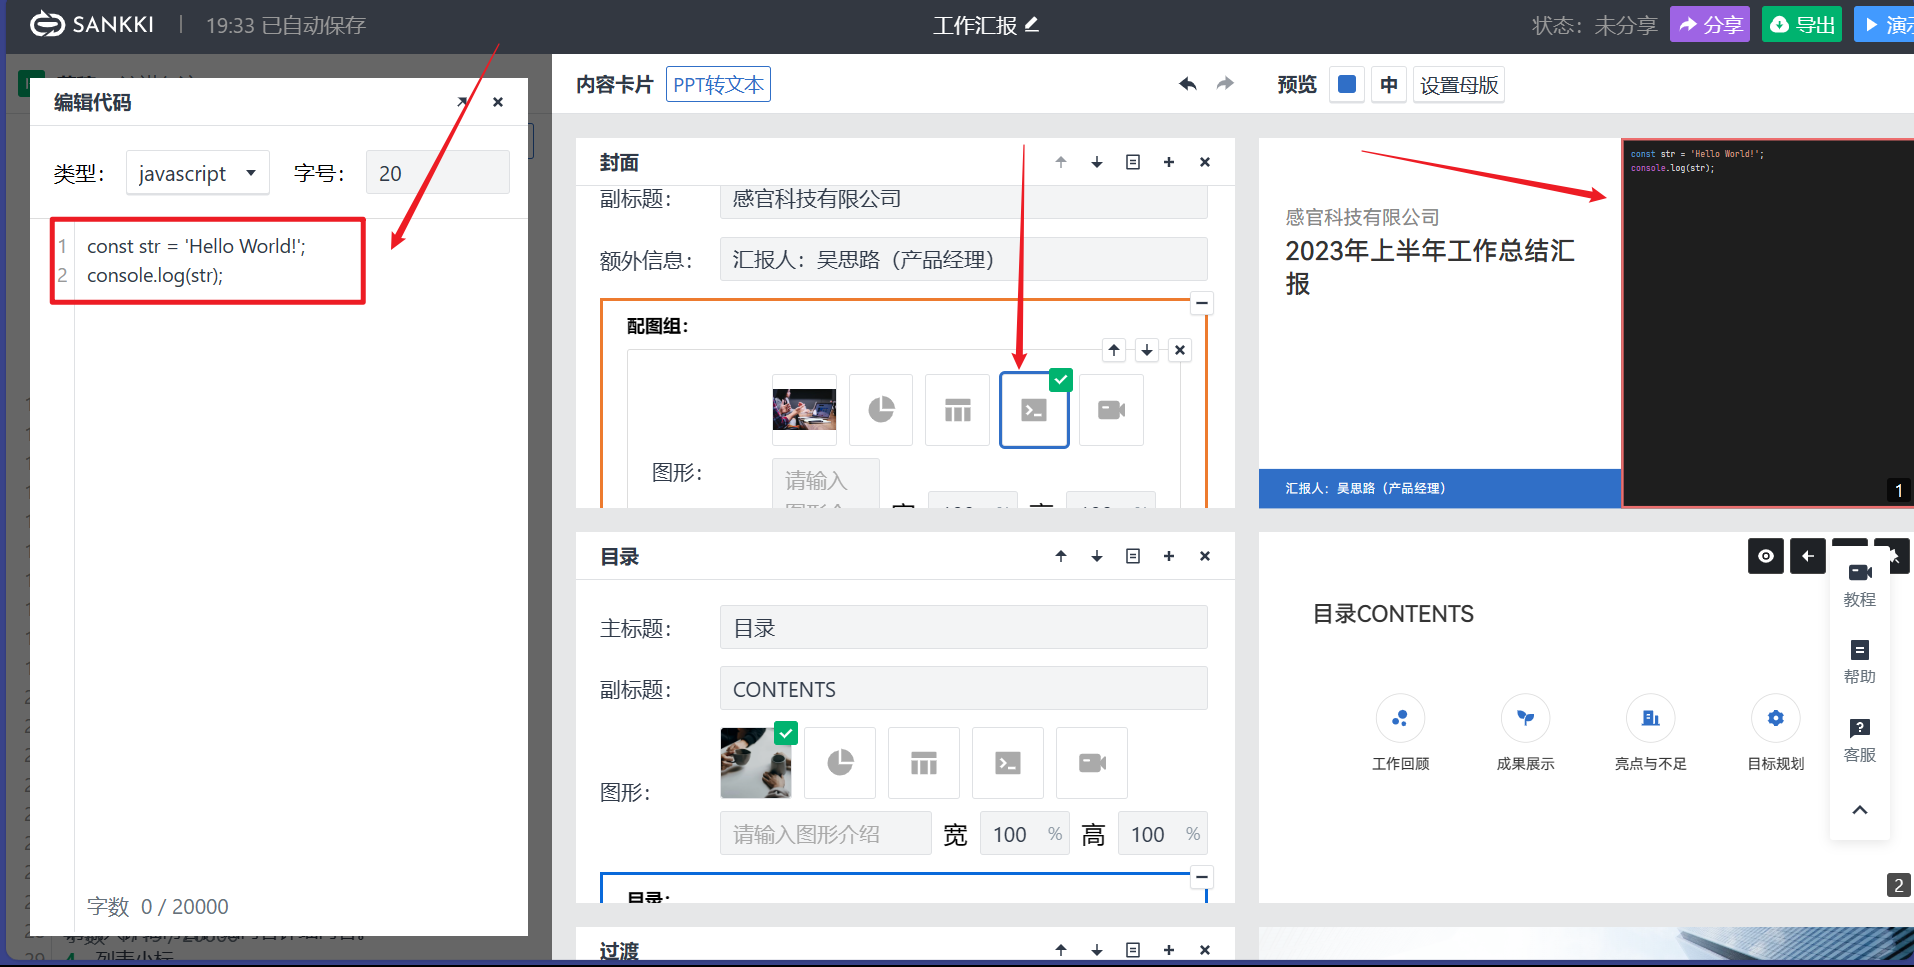 SANKKI
19:33 已自动保存
工作汇报
状态：未分享
分享
导出
编辑代码
类型：
javascript
字号：
20
1 const str = 'Hello World!';
2 console.log(str);
字数 0 / 20000
内容卡片
PPT转文本
封面
副标题：
感官科技有限公司
额外信息：
汇报人：吴思路（产品经理）
配图组：
图形：
请输入
目录
主标题：
目录
副标题：
CONTENTS
图形：
请输入图形介绍
宽
100 %
高
100 %
目录：
过渡
预览
中
设置母版
感官科技有限公司
2023年上半年工作总结汇
报
汇报人：吴思路（产品经理）
const str = 'Hello World!';
console.log(str);
1
目录CONTENTS
工作回顾
成果展示
亮点与不足
目标规划
2
教程
帮助
客服